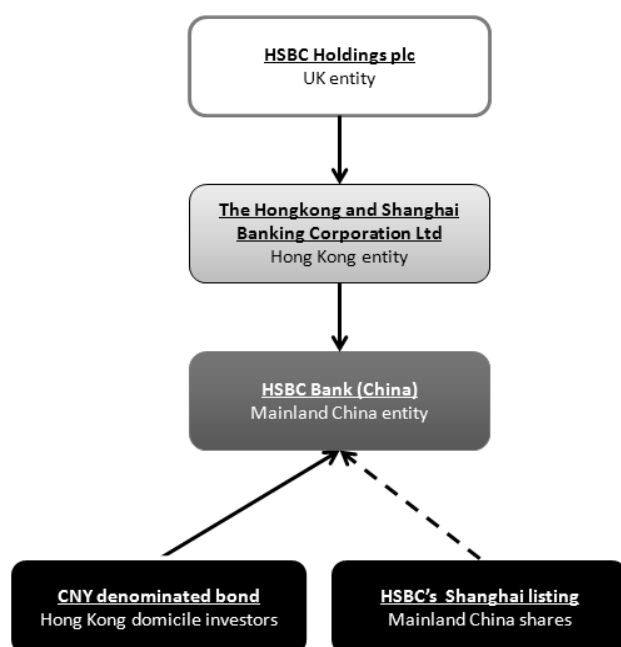 HSBC Holdings plc
UK entity
The Hongkong and Shanghai
Banking Corporation Ltd
Hong Kong entity
HSBC Bank (China)
Mainland China entity
CNY denominated bond
Hong Kong domicile investors
HSBC's Shanghai listing
Mainland China shares